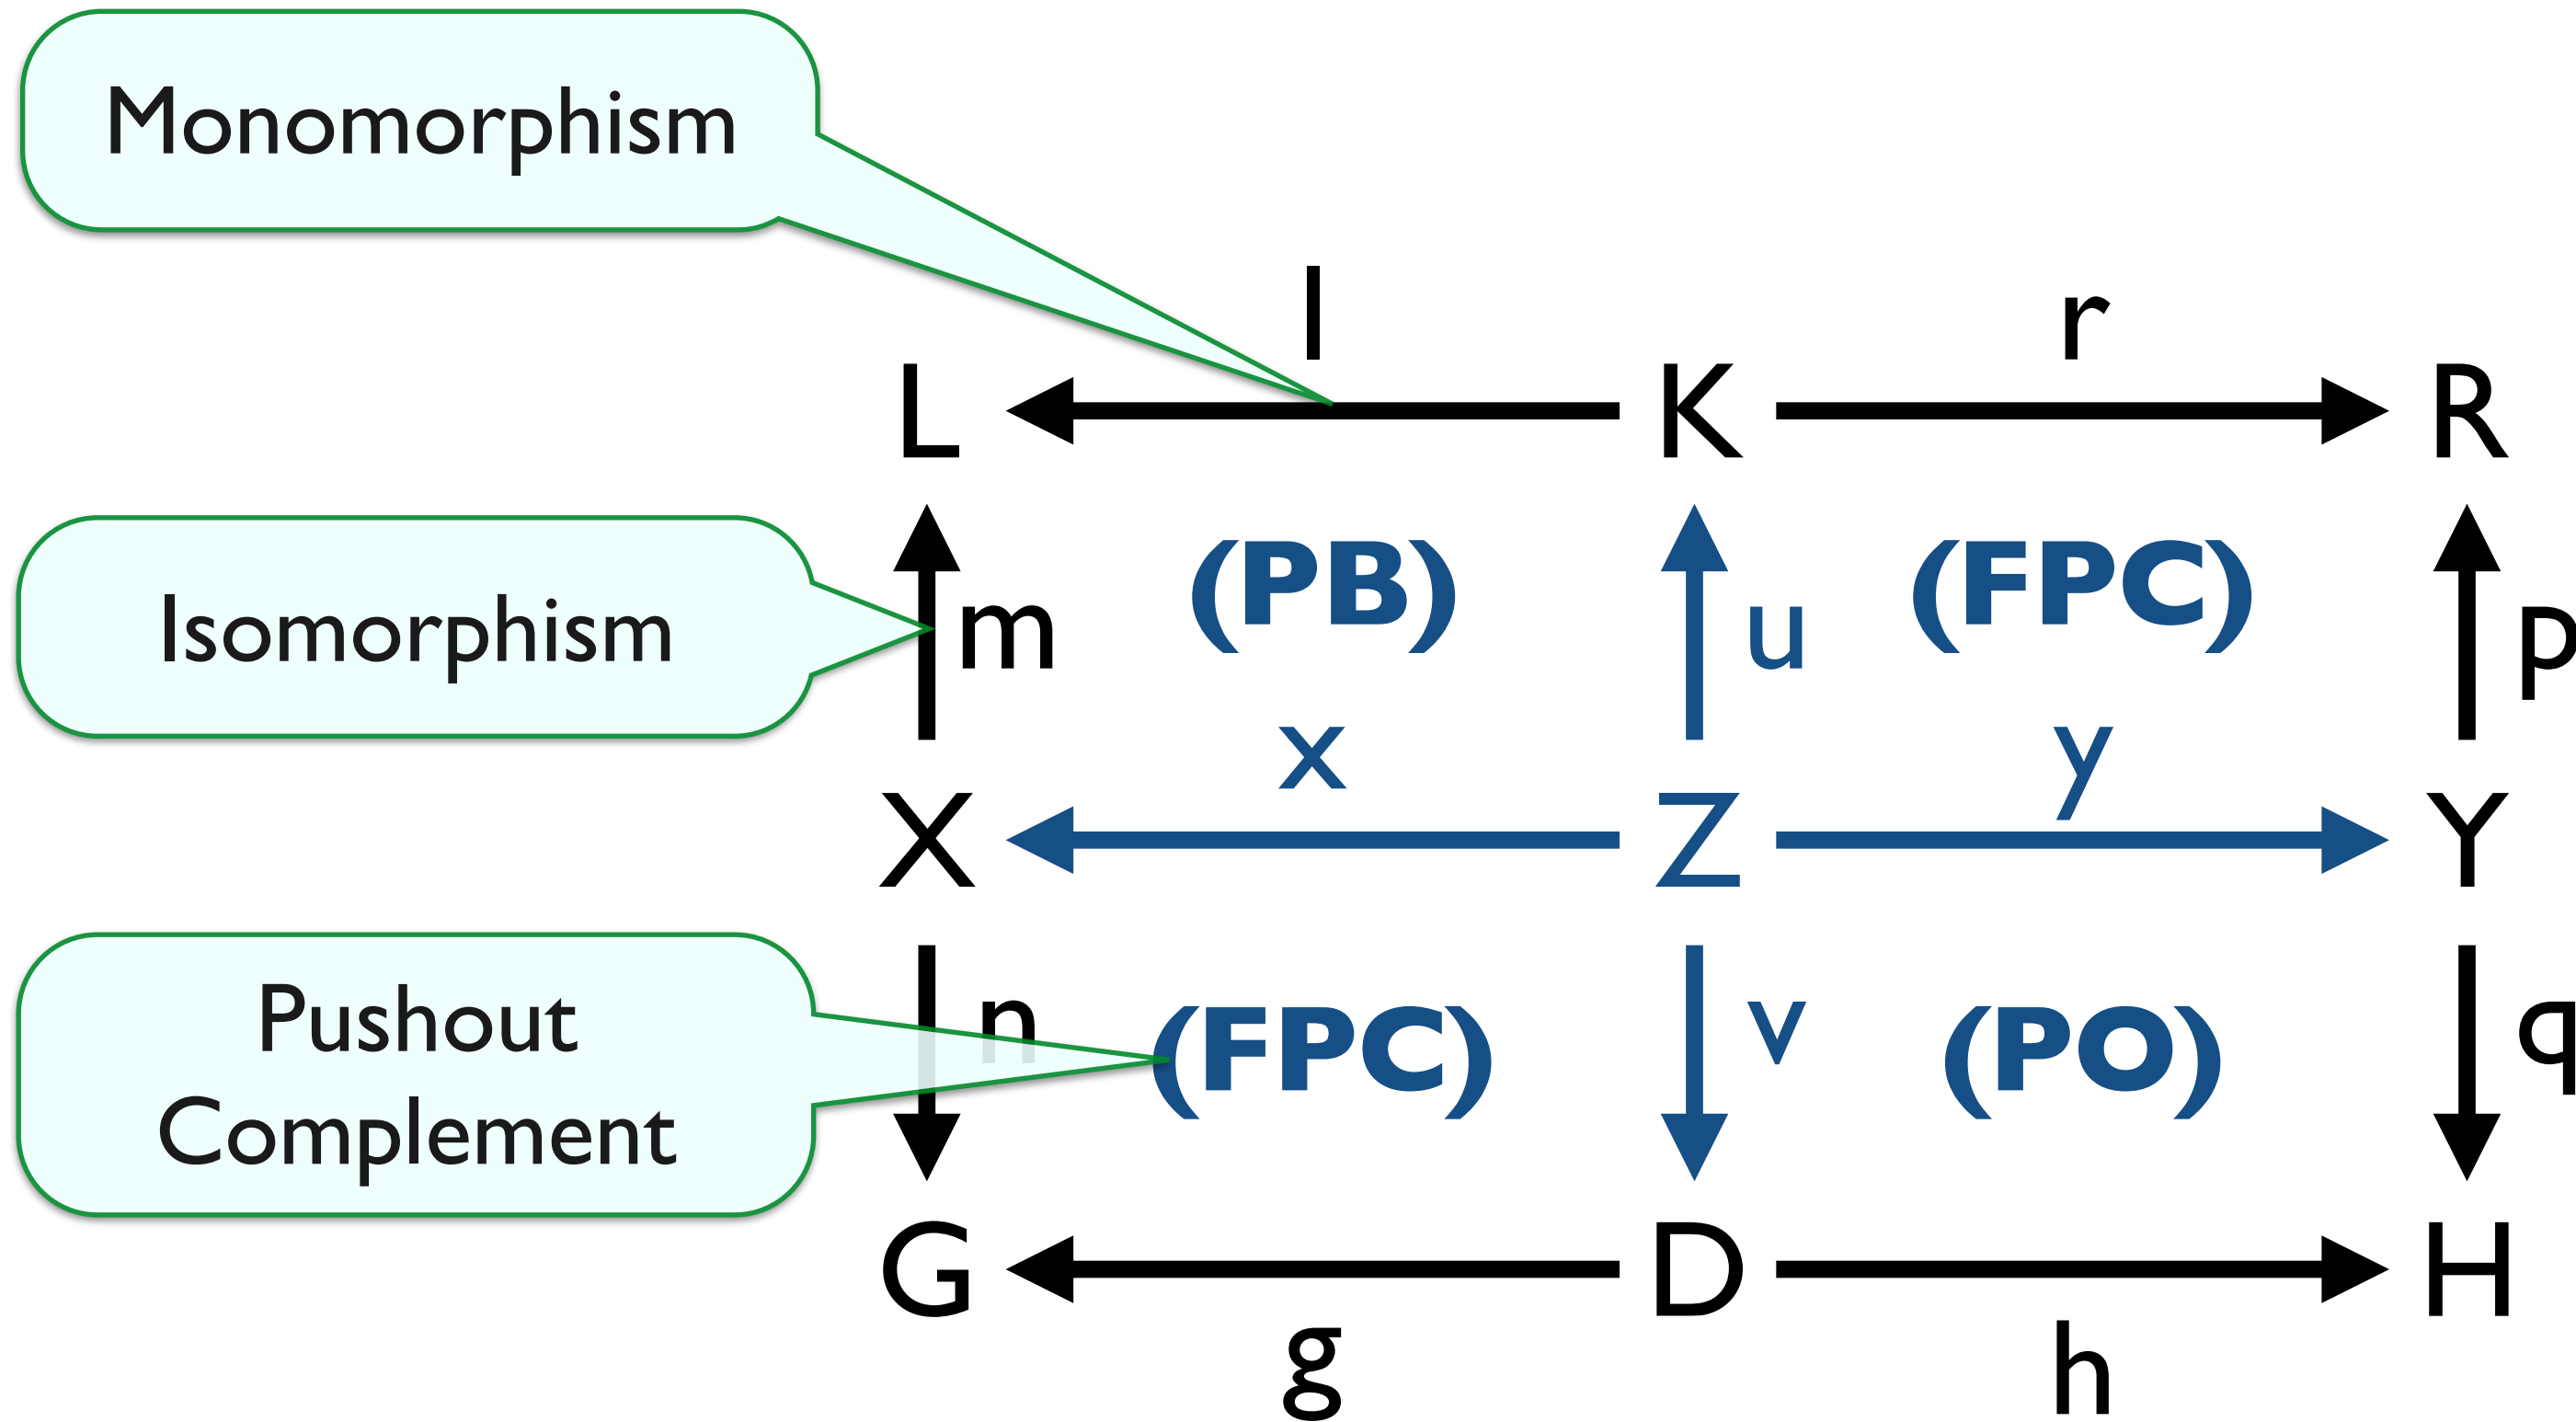 Monomorphism
l r
L K R
Isomorphism
m (PB) u (FPC) p
x y
X Z Y
Pushout
Complement
n (FPC) v (PO) q
G D H
g h